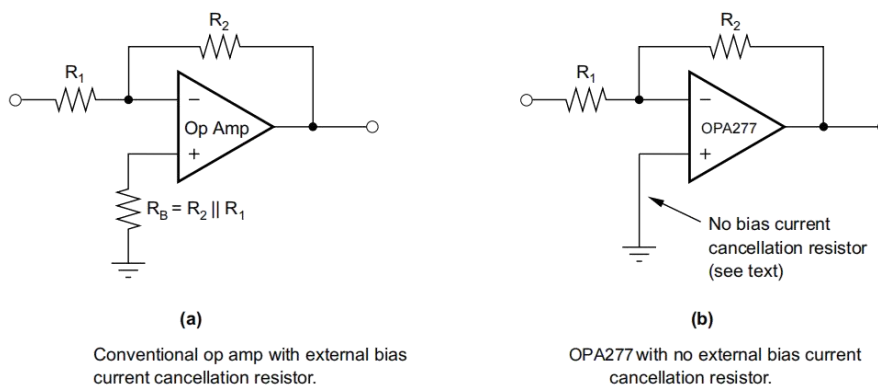 R2
R1
−
Op Amp
+
RB = R2 || R1
(a)
Conventional op amp with external bias
current cancellation resistor.
R2
R1
−
OPA277
+
No bias current
cancellation resistor
(see text)
(b)
OPA277 with no external bias current
cancellation resistor.